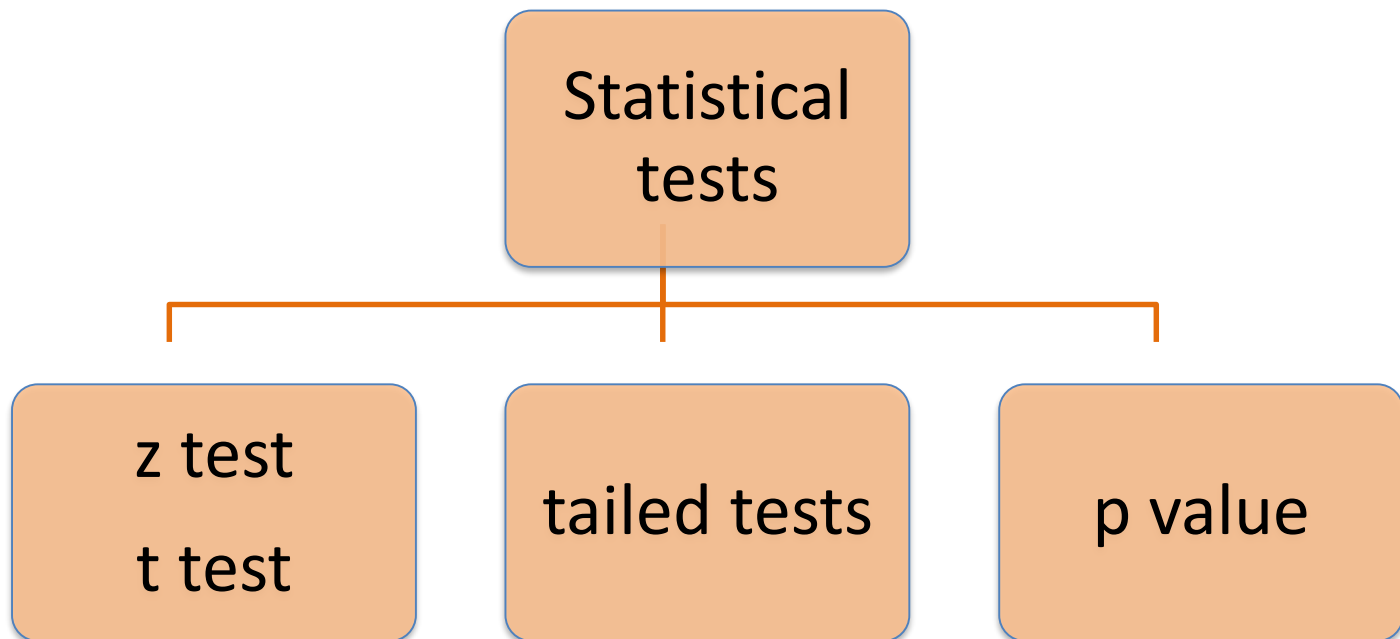 Statistical
tests
z test
t test
tailed tests
p value